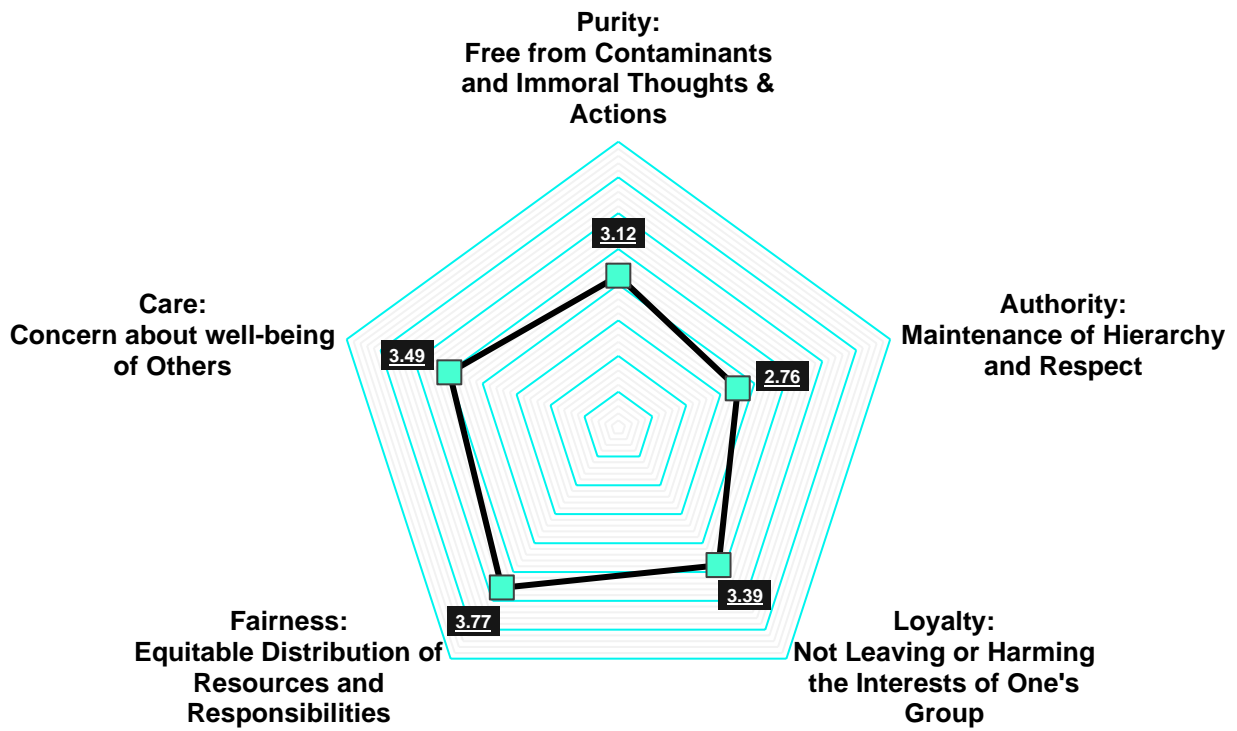 Purity:
Free from Contaminants
and Immoral Thoughts &
Actions
3.12
Care:
Concern about well-being
of Others
3.49
Authority:
Maintenance of Hierarchy
and Respect
2.76
Fairness:
Equitable Distribution of
Resources and
Responsibilities
3.77
Loyalty:
Not Leaving or Harming
the Interests of One's
Group
3.39